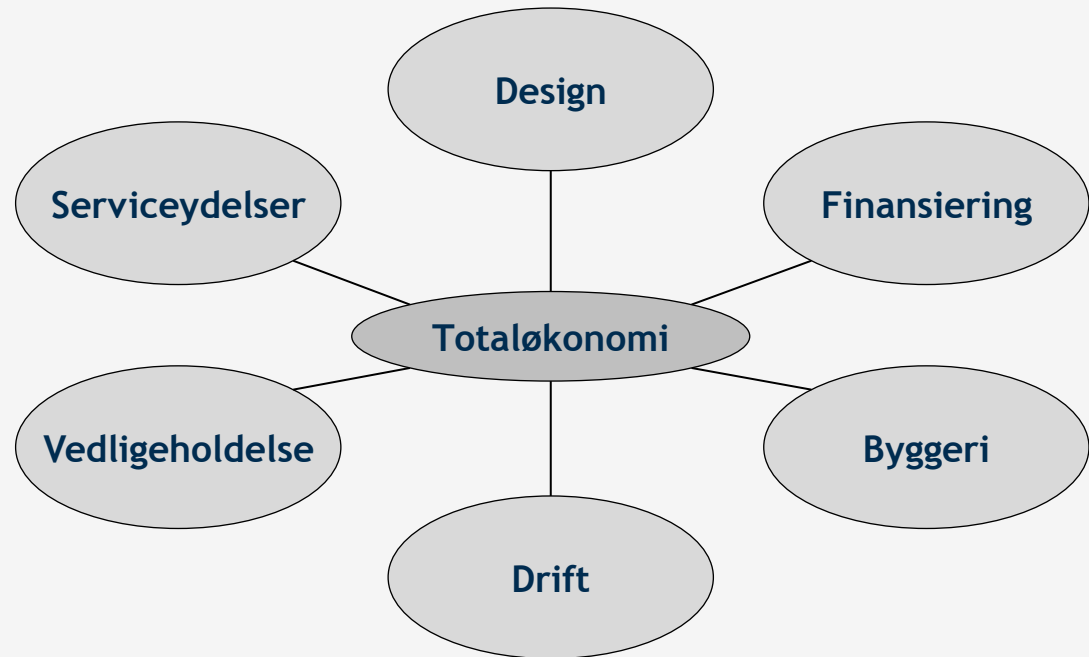 Design
Serviceydelser
Finansiering
Totaløkonomi
Vedligeholdelse
Byggeri
Drift